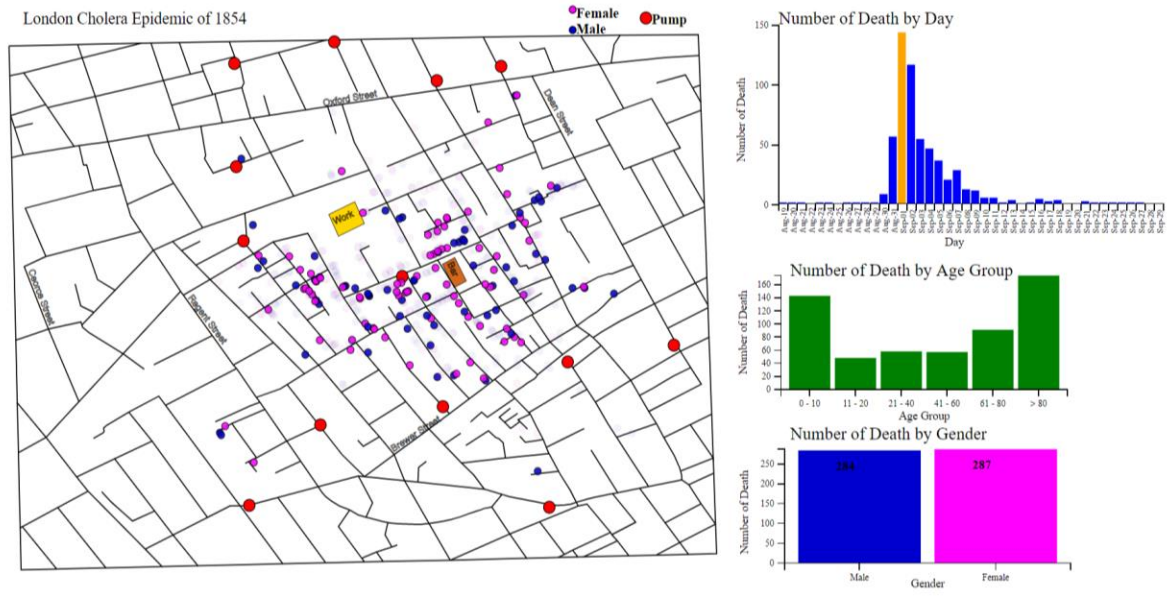 London Cholera Epidemic of 1854
Female
Male
Pump
Oxford Street
Dean Street
Work
Bar
George Street
Regent Street
Brewer Street
Number of Death by Day
Number of Death
150
100
50
0
Day
Number of Death by Age Group
Number of Death
160
140
120
100
80
60
40
20
0
0 - 10
11 - 20
21 - 40
41 - 60
61 - 80
> 80
Age Group
Number of Death by Gender
Number of Death
250
200
150
100
50
0
284
287
Male
Female
Gender